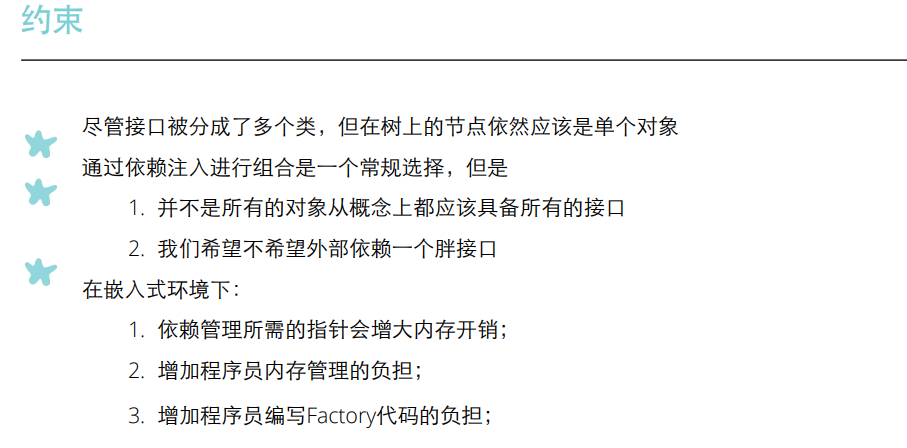 约束
尽管接口被分成了多个类，但在树上的节点依然应该是单个对象
通过依赖注入进行组合是一个常规选择，但是
1. 并不是所有的对象从概念上都应该具备所有的接口
2. 我们希望不希望外部依赖一个胖接口
在嵌入式环境下：
1. 依赖管理所需的指针会增大内存开销；
2. 增加程序员内存管理的负担；
3. 增加程序员编写Factory代码的负担；